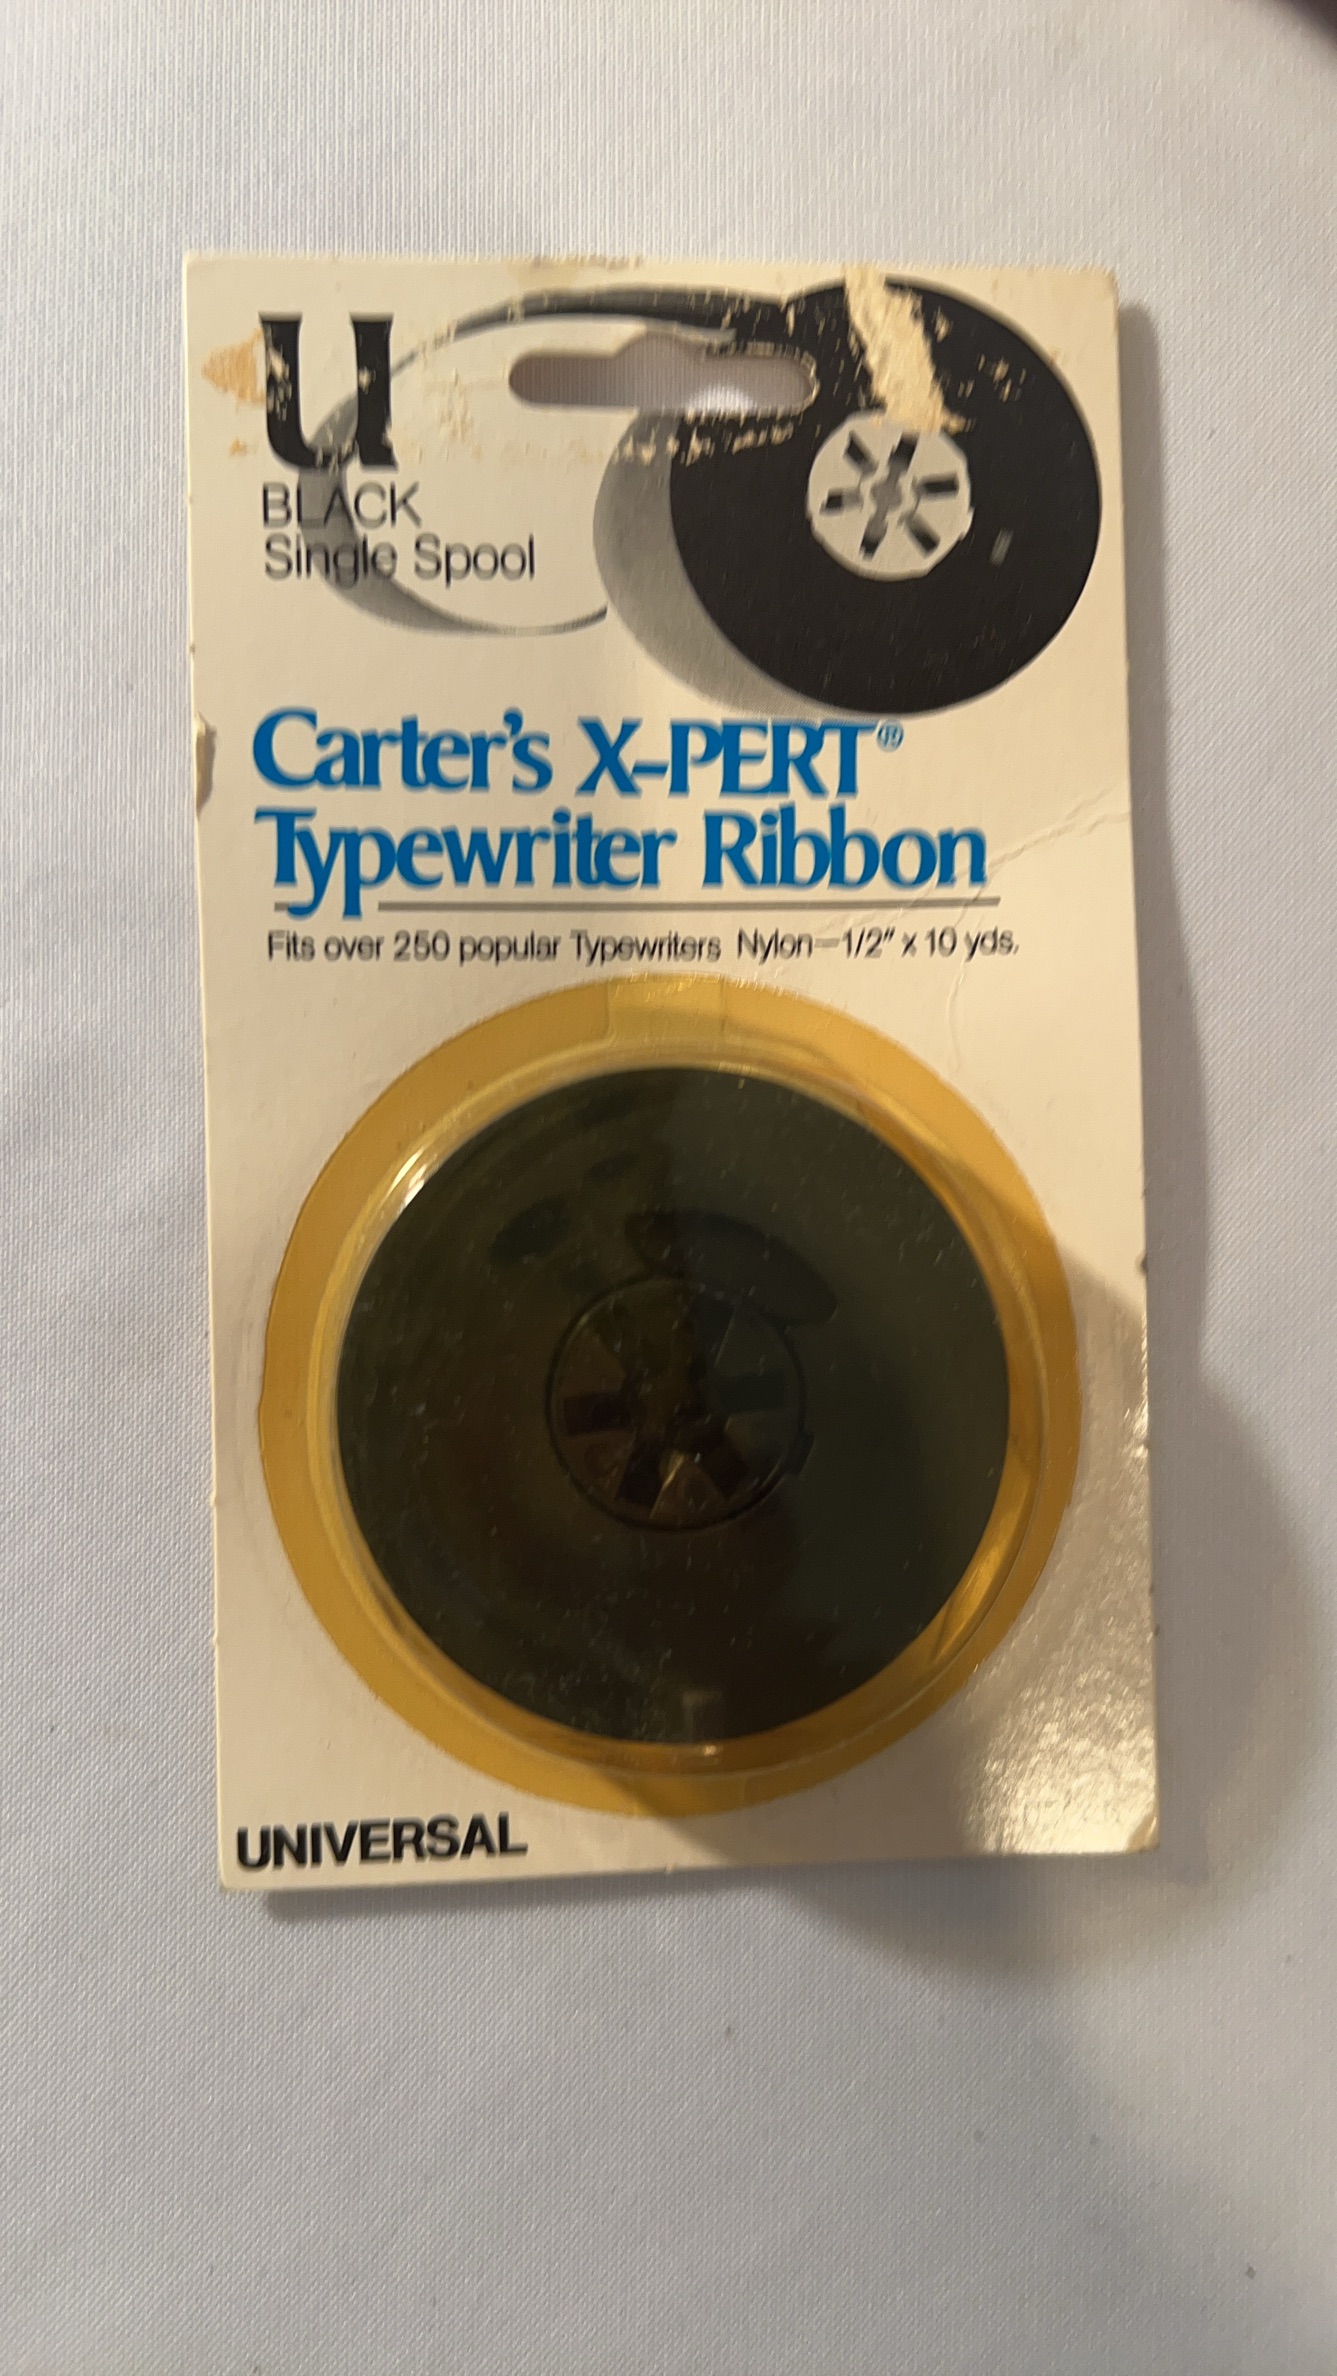 u
BLACK
Single Spool
Carter's X-PERT®
Typewriter Ribbon
Fits over 250 popular Typewriters Nylon—1/2" x 10 yds.
UNIVERSAL